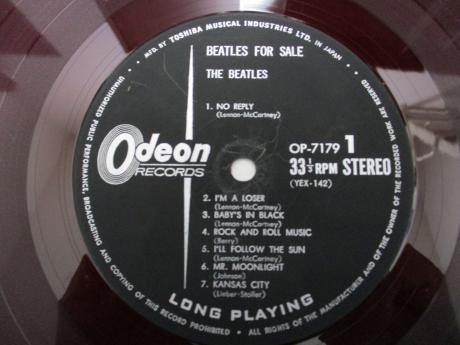 MFD. BY TOSHIBA MUSICAL INDUSTRIES LTD. IN JAPAN
BEATLES FOR SALE
THE BEATLES
1. NO REPLY
(Lennon-McCartney)
Odeon
RECORDS
OP-7179 1
33 1/3 RPM STEREO
(YEX-142)
2. I'M A LOSER
(Lennon-McCartney)
3. BABY'S IN BLACK
(Lennon-McCartney)
4. ROCK AND ROLL MUSIC
(Berry)
5. I'LL FOLLOW THE SUN
(Lennon-McCartney)
6. MR. MOONLIGHT
(Johnson)
7. KANSAS CITY
(Lieber-Stoller)
LONG PLAYING
ALL RIGHTS OF THE MANUFACTURER AND OF THE OWNER OF THE RECORDED WORK ARE RESERVED
UNAUTHORIZED PUBLIC PERFORMANCE, BROADCASTING AND COPYING OF THIS RECORD PROHIBITED